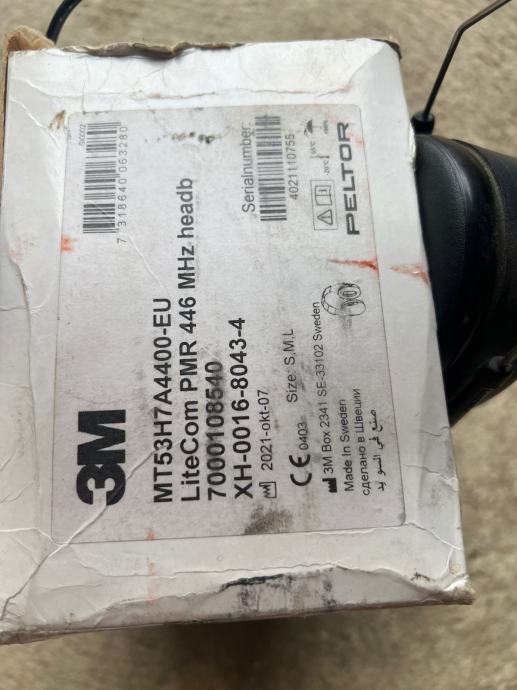 3M
MT53H7A4400-EU
LiteCom PMR 446 MHz headb
7000108540
XH-0016-8043-4
2021-okt-07
CE 0403 Size: S,M,L
3M Box 2341 SE-33102 Sweden
Made In Sweden
сделано в Швеции
صنع في السويد
7 318640 063280
Serialnumber:
4021110755
PELTOR